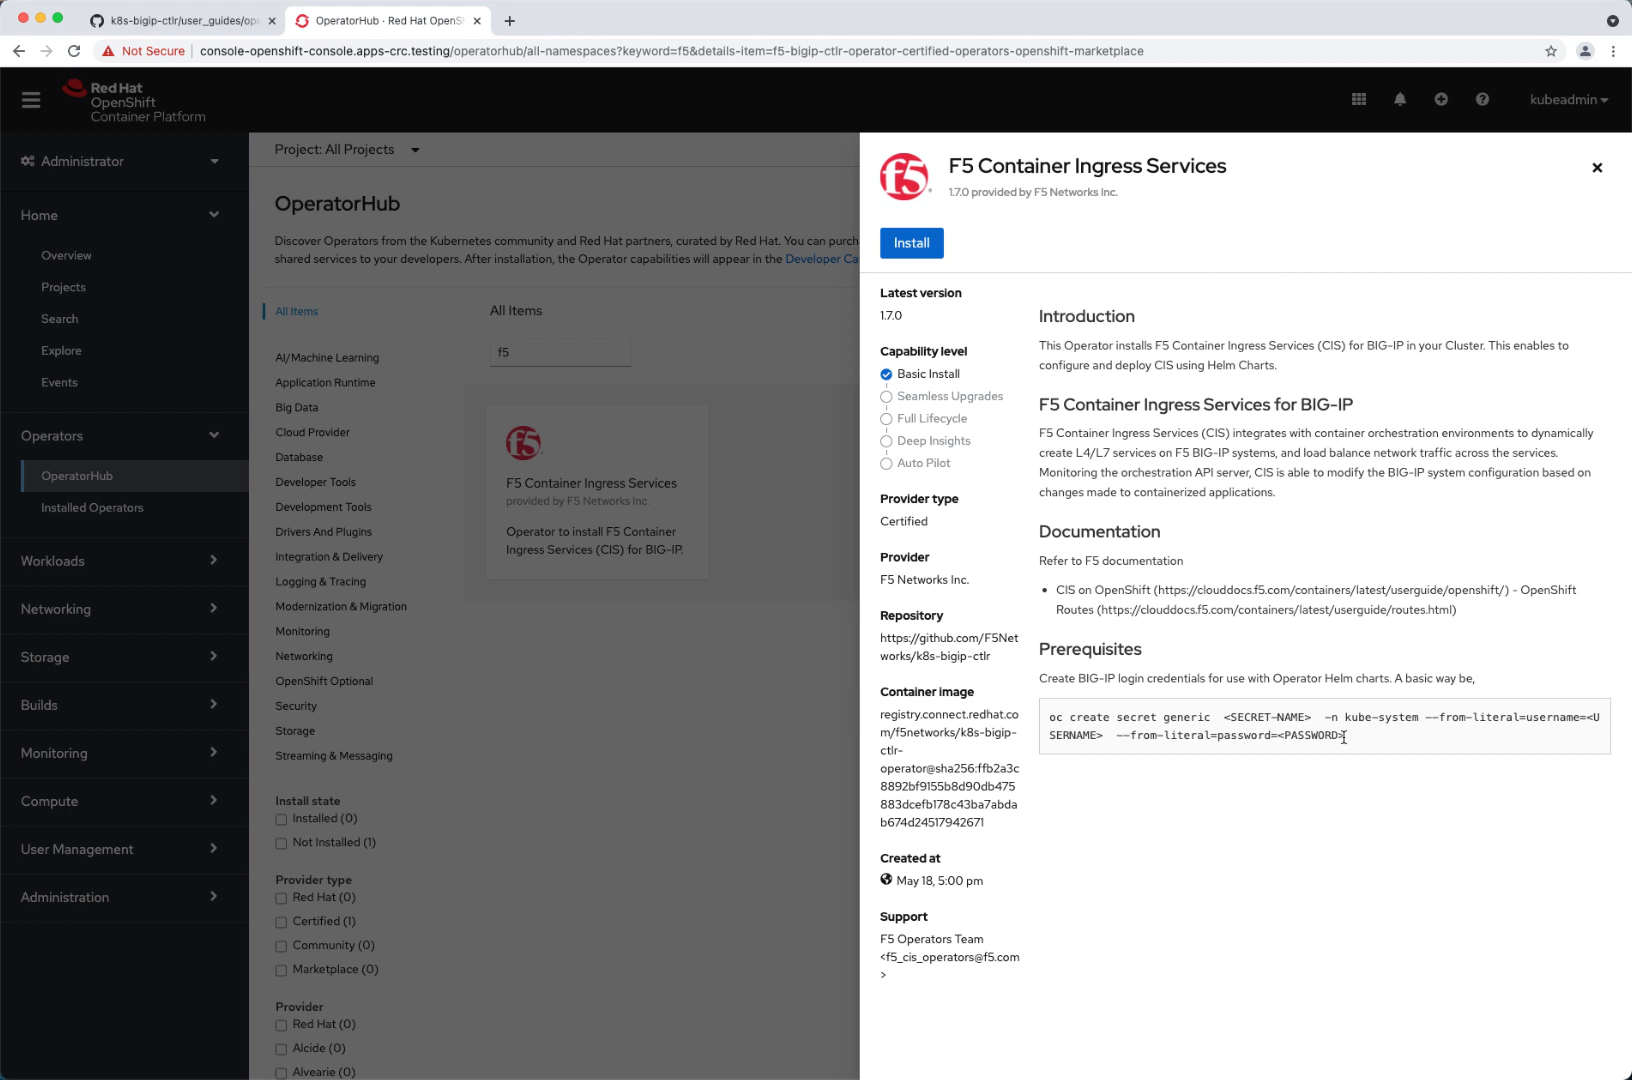 k8s-bigip-ctlr/user_guides/ope
OperatorHub · Red Hat OpenSh
Not Secure
console-openshift-console.apps-crc.testing/operatorhub/all-namespaces?keyword=f5&details-item=f5-bigip-ctlr-operator-certified-operators-openshift-marketplace
Red Hat
OpenShift
Container Platform
kubeadmin
Administrator
Home
Overview
Projects
Search
Explore
Events
Operators
OperatorHub
Installed Operators
Workloads
Networking
Storage
Builds
Monitoring
Compute
User Management
Administration
Project: All Projects
OperatorHub
Discover Operators from the Kubernetes community and Red Hat partners, curated by Red Hat. You can purch
shared services to your developers. After installation, the Operator capabilities will appear in the Developer Ca
All Items
AI/Machine Learning
Application Runtime
Big Data
Cloud Provider
Database
Developer Tools
Development Tools
Drivers And Plugins
Integration & Delivery
Logging & Tracing
Modernization & Migration
Monitoring
Networking
OpenShift Optional
Security
Storage
Streaming & Messaging
Install state
Installed (0)
Not Installed (1)
Provider type
Red Hat (0)
Certified (1)
Community (0)
Marketplace (0)
Provider
Red Hat (0)
Alcide (0)
Alvearie (0)
All Items
f5
f5
F5 Container Ingress Services
provided by F5 Networks Inc.
Operator to install F5 Container
Ingress Services (CIS) for BIG-IP.
f5
F5 Container Ingress Services
1.7.0 provided by F5 Networks Inc.
Install
Latest version
1.7.0
Capability level
Basic Install
Seamless Upgrades
Full Lifecycle
Deep Insights
Auto Pilot
Provider type
Certified
Provider
F5 Networks Inc.
Repository
https://github.com/F5Net
works/k8s-bigip-ctlr
Container image
registry.connect.redhat.co
m/f5networks/k8s-bigip-
ctlr-
operator@sha256:ffb2a3c
8892bf9155b8d90db475
883dcefb178c43ba7abda
b674d24517942671
Created at
May 18, 5:00 pm
Support
F5 Operators Team
<f5_cis_operators@f5.com
>
Introduction
This Operator installs F5 Container Ingress Services (CIS) for BIG-IP in your Cluster. This enables to
configure and deploy CIS using Helm Charts.
F5 Container Ingress Services for BIG-IP
F5 Container Ingress Services (CIS) integrates with container orchestration environments to dynamically
create L4/L7 services on F5 BIG-IP systems, and load balance network traffic across the services.
Monitoring the orchestration API server, CIS is able to modify the BIG-IP system configuration based on
changes made to containerized applications.
Documentation
Refer to F5 documentation
• CIS on OpenShift (https://clouddocs.f5.com/containers/latest/userguide/openshift/) - OpenShift
Routes (https://clouddocs.f5.com/containers/latest/userguide/routes.html)
Prerequisites
Create BIG-IP login credentials for use with Operator Helm charts. A basic way be,
oc create secret generic <SECRET-NAME> -n kube-system --from-literal=username=<U
SERNAME> --from-literal=password=<PASSWORD>